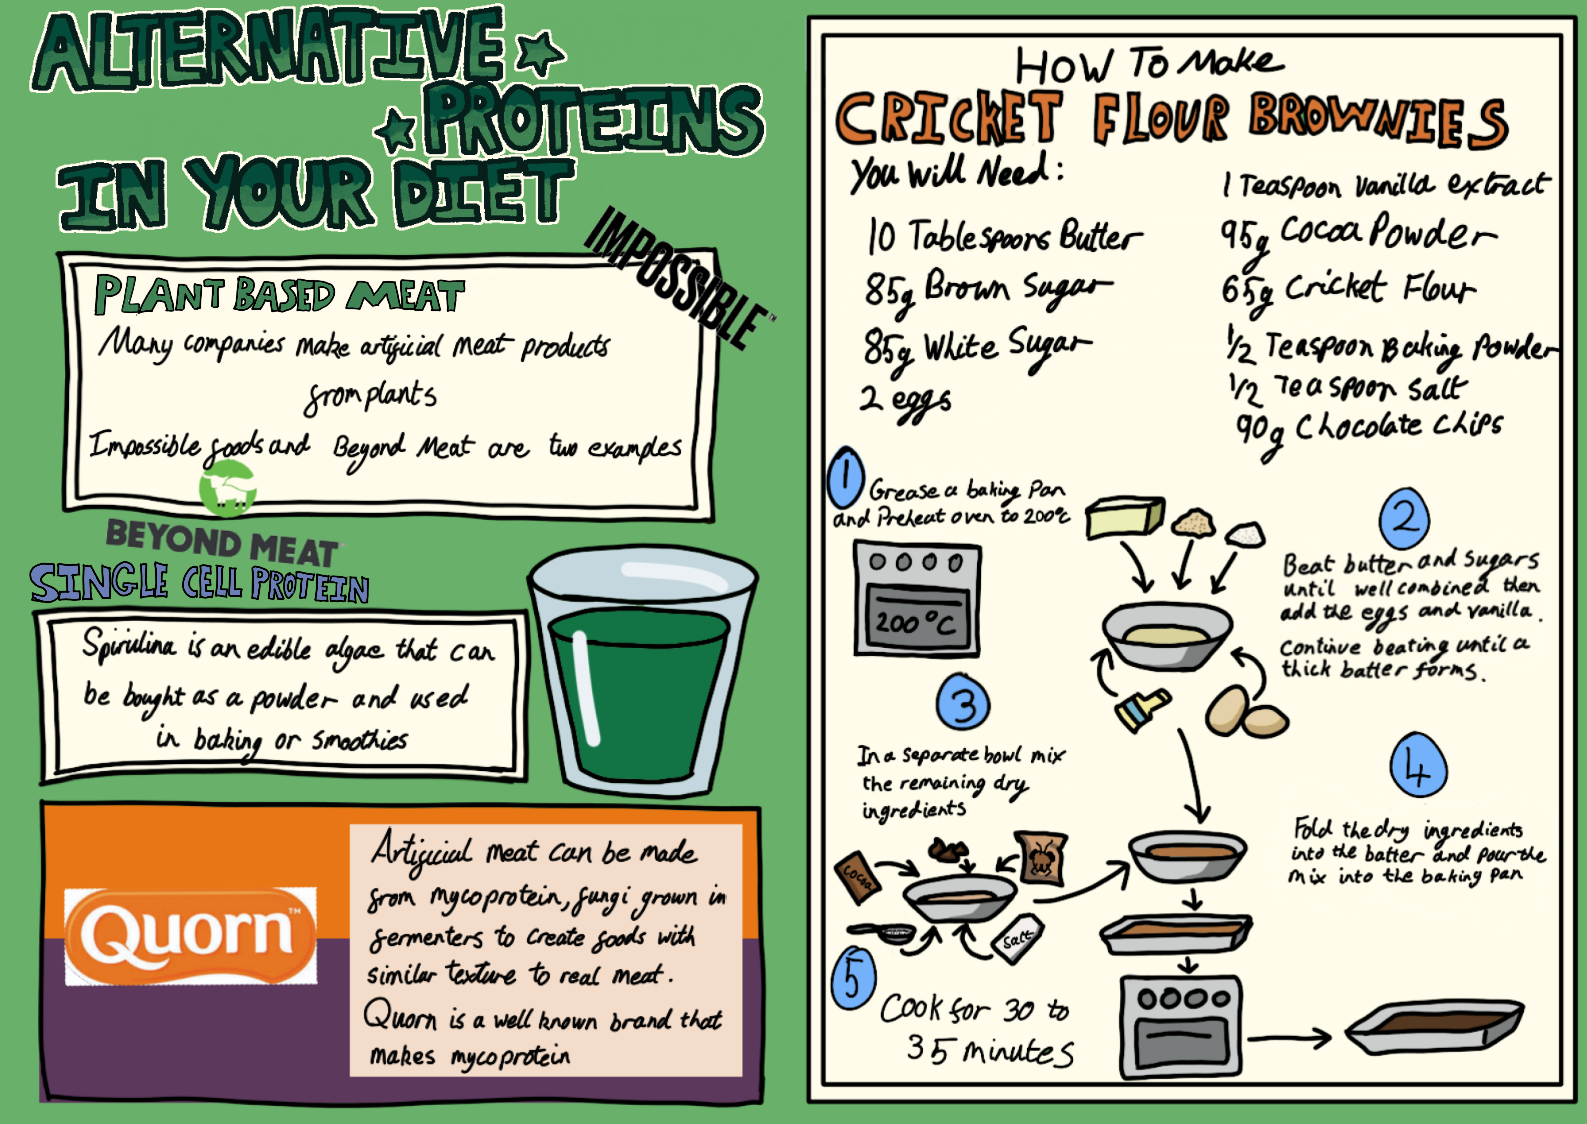 ALTERNATIVE
PROTEINS
IN YOUR DIET
IMPOSSIBLE™
PLANT BASED MEAT
Many companies make artificial meat products
from plants
Impossible foods and Beyond Meat are two examples
BEYOND MEAT™
SINGLE CELL PROTEIN
Spirulina is an edible algae that can
be bought as a powder and used
in baking or smoothies
Quorn™
Artificial meat can be made
from mycoprotein, fungi grown in
fermenters to create foods with
similar texture to real meat.
Quorn is a well known brand that
makes mycoprotein
How To Make
CRICKET FLOUR BROWNIES
You Will Need:
10 Tablespoons Butter
85g Brown Sugar
85g White Sugar
2 eggs
1 Teaspoon vanilla extract
95g Cocoa Powder
65g Cricket Flour
1/2 Teaspoon Baking Powder
1/2 Teaspoon Salt
90g Chocolate Chips
1
Grease a baking Pan
and Preheat oven to 200°c
200°C
2
Beat butter and sugars
until well combined then
add the eggs and vanilla.
Continue beating until a
thick batter forms.
3
In a separate bowl mix
the remaining dry
ingredients
cocoa
Salt
4
Fold the dry ingredients
into the batter and pour the
mix into the baking pan
5
Cook for 30 to
35 minutes